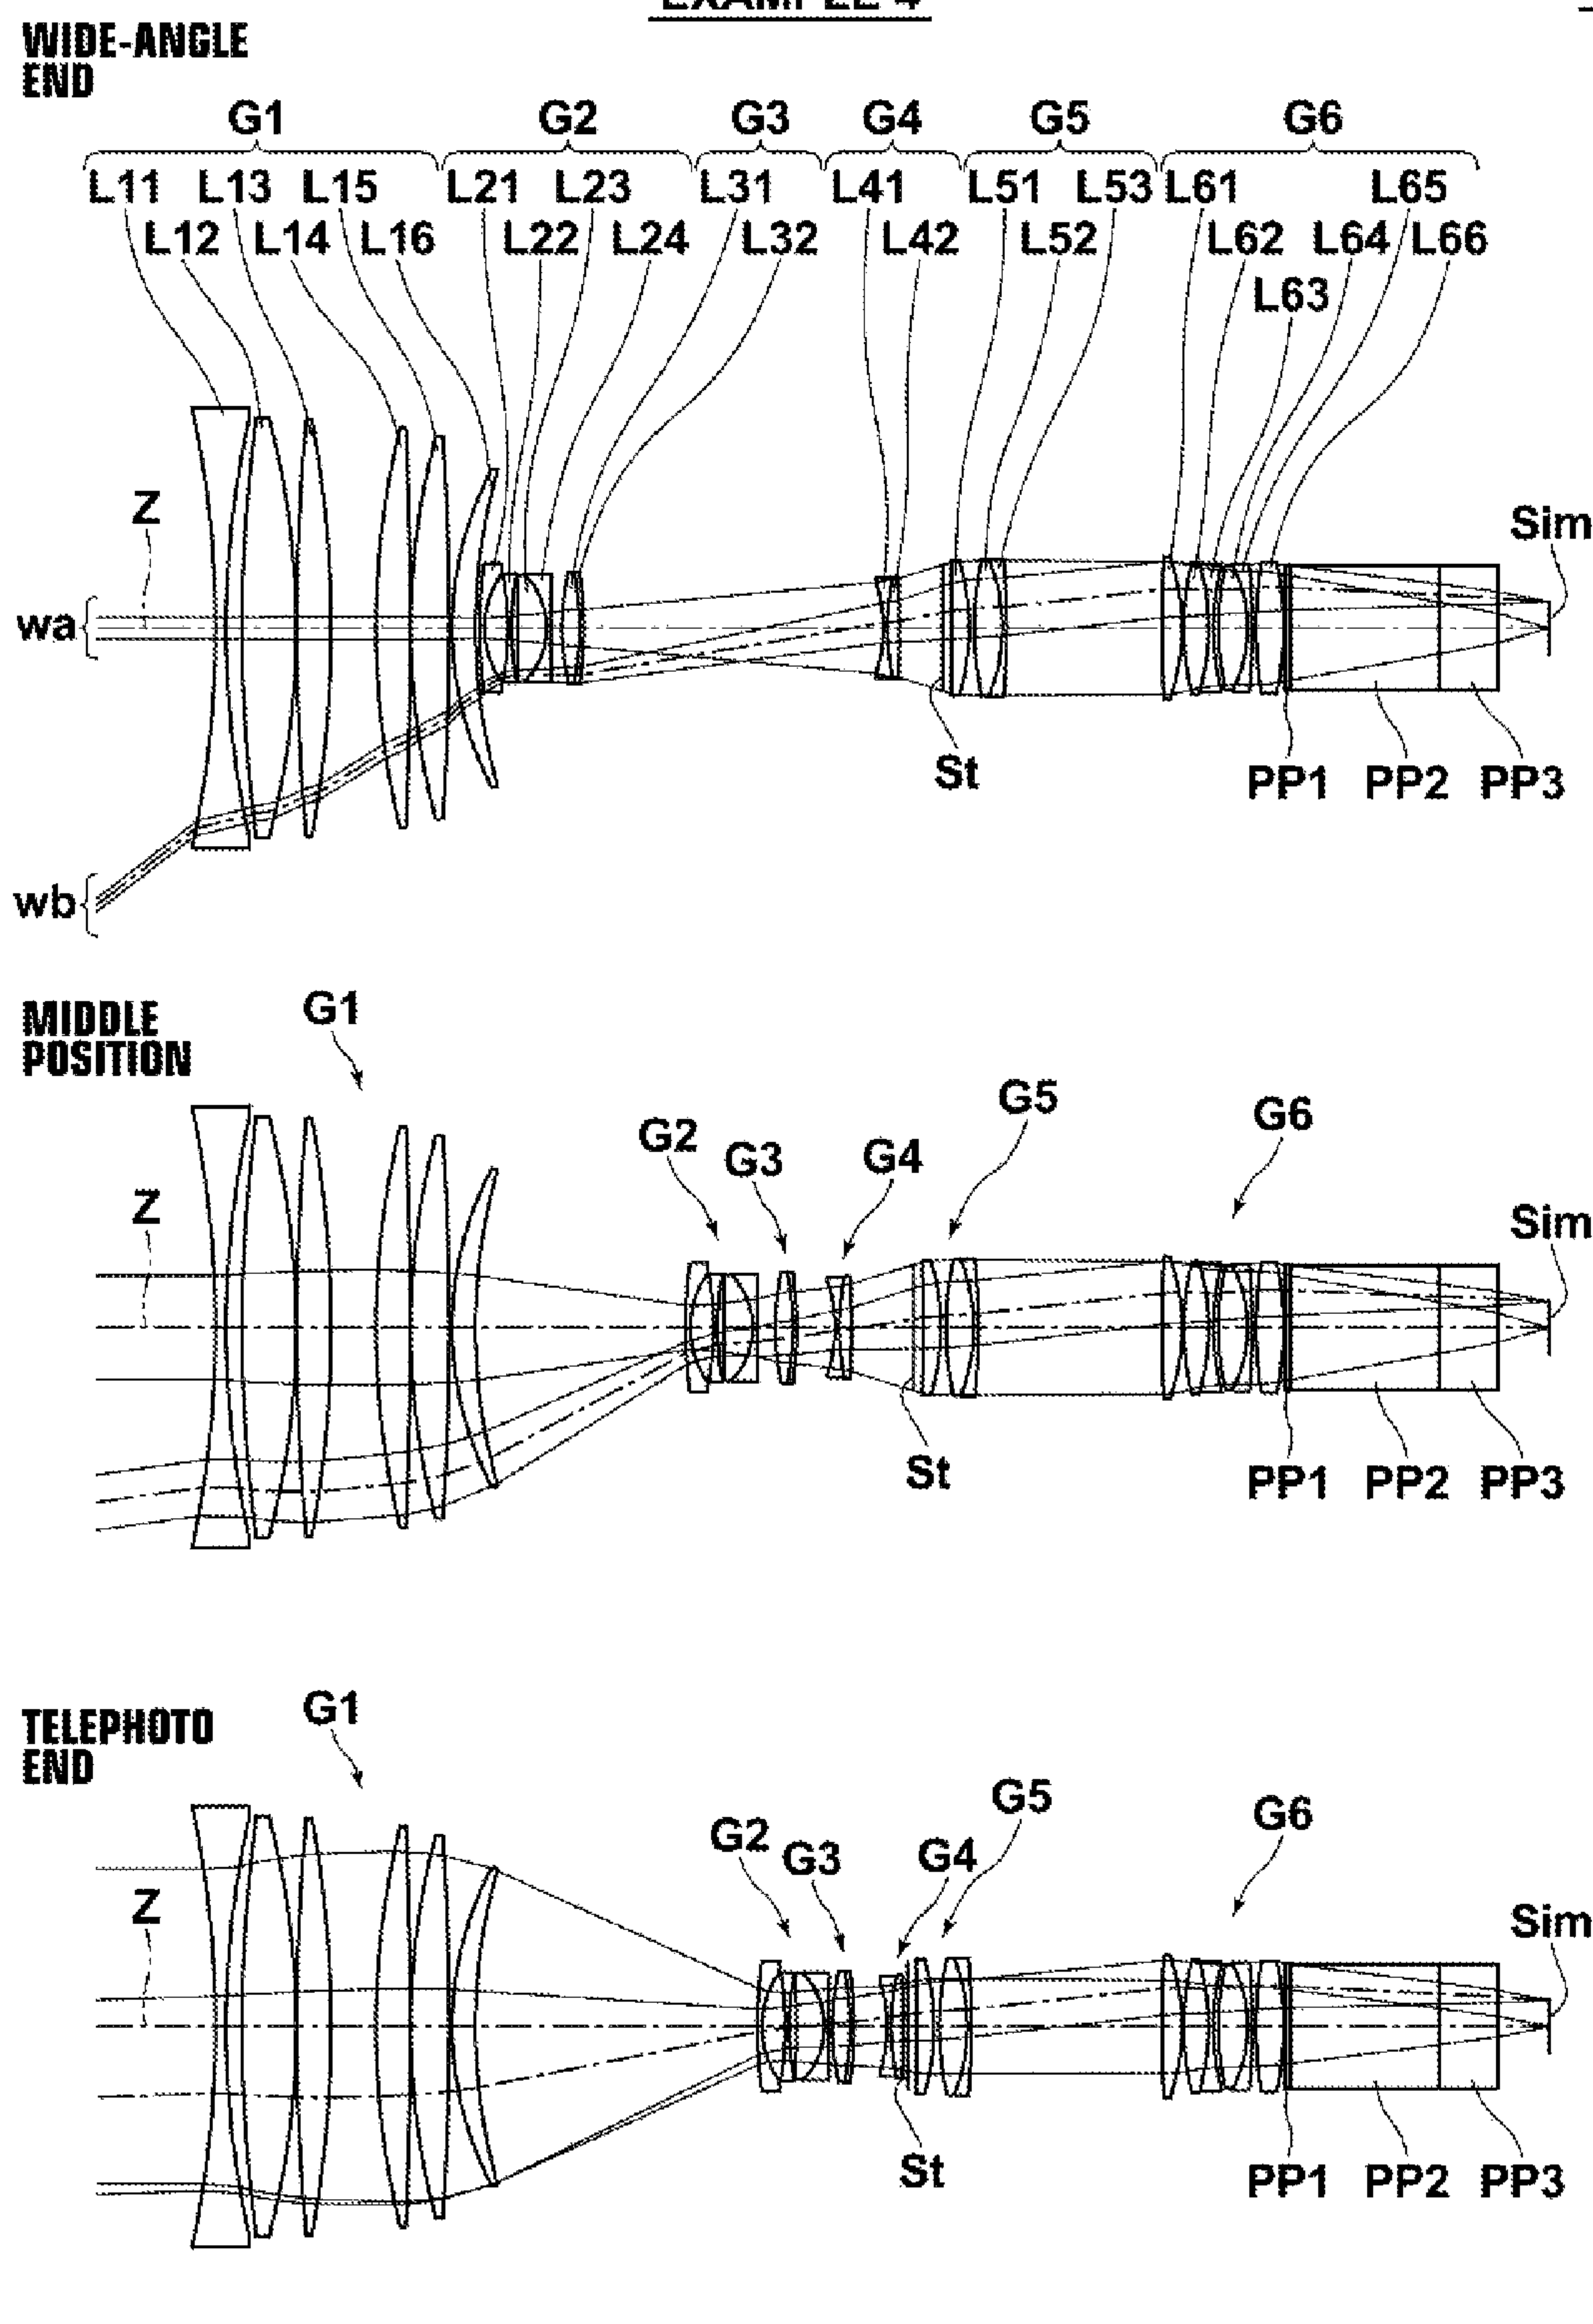 EXAMPLE 4
WIDE-ANGLE
END
G1 G2 G3 G4 G5 G6
L11 L13 L15 L21 L23 L31 L41 L51 L53 L61 L65
L12 L14 L16 L22 L24 L32 L42 L52 L62 L64 L66
L63
Z
Sim
wa
St
PP1 PP2 PP3
wb
MIDDLE
POSITION
G1
G5
G2 G3 G4 G6
Z
Sim
St
PP1 PP2 PP3
TELEPHOTO
END
G1
G5
G2 G3 G4 G6
Z
Sim
St
PP1 PP2 PP3